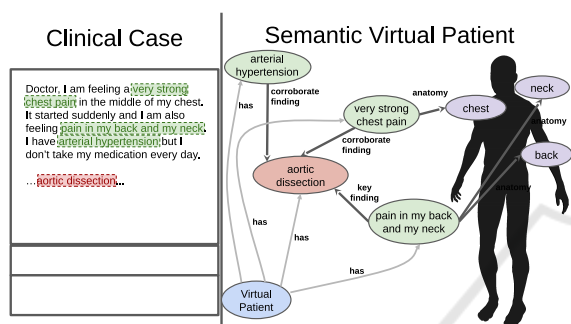 Clinical Case
Semantic Virtual Patient
Doctor, I am feeling a very strong
chest pain in the middle of my chest.
It started suddenly and I am also
feeling pain in my back and my neck.
I have arterial hypertension but I
don't take my medication every day.
...aortic dissection...
arterial
hypertension
has
corroborate
finding
very strong
chest pain
anatomy
chest
neck
anatomy
back
anatomy
corroborate
finding
aortic
dissection
key
finding
pain in my back
and my neck
has
has
has
Virtual
Patient